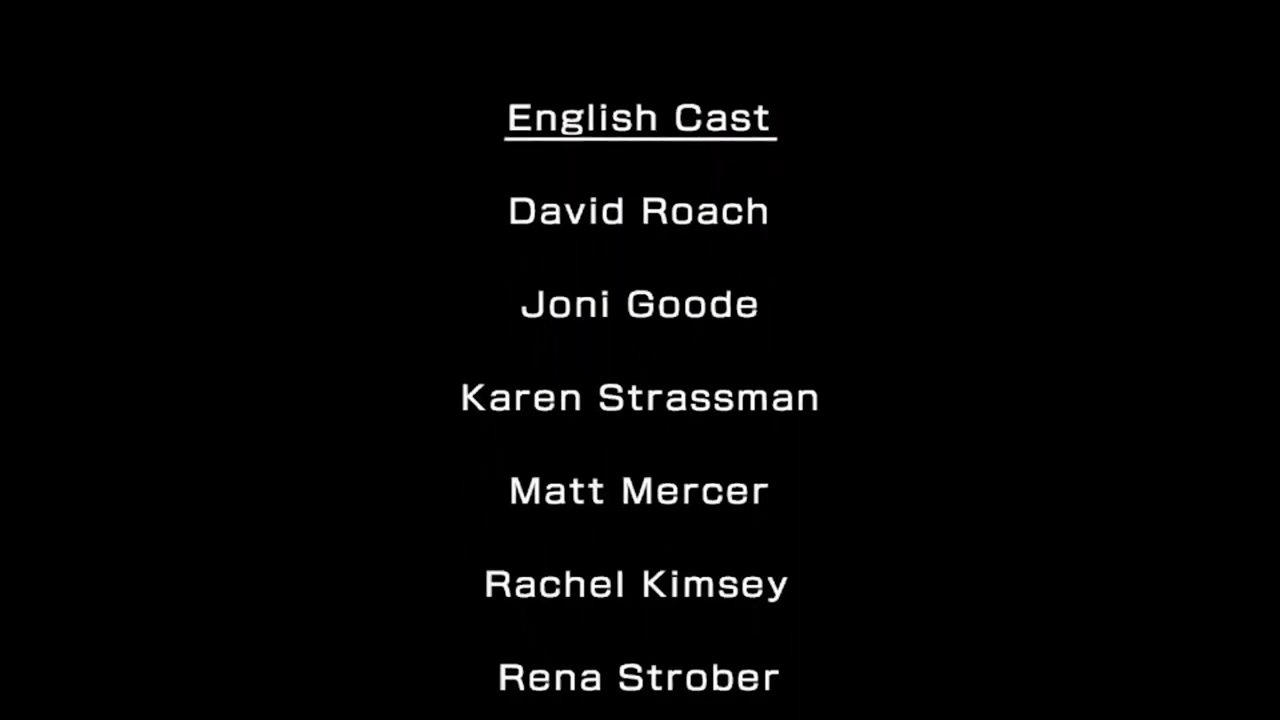 English Cast
David Roach
Joni Goode
Karen Strassman
Matt Mercer
Rachel Kimsey
Rena Strober